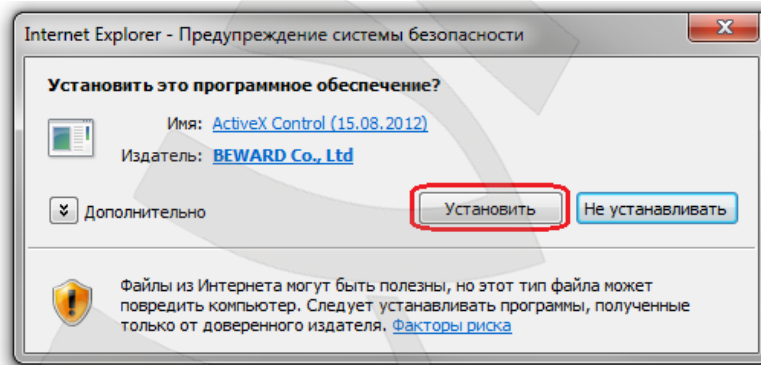 Internet Explorer - Предупреждение системы безопасности
Установить это программное обеспечение?
Имя: ActiveX Control (15.08.2012)
Издатель: BEWARD Co., Ltd
Дополнительно
Установить
Не устанавливать
Файлы из Интернета могут быть полезны, но этот тип файла может
повредить компьютер. Следует устанавливать программы, полученные
только от доверенного издателя. Факторы риска